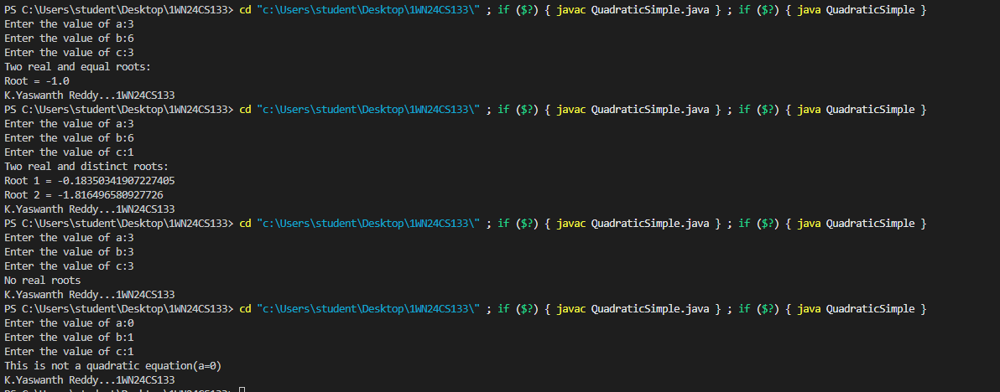 PS C:\Users\student\Desktop\1WN24CS133> cd "c:\Users\student\Desktop\1WN24CS133\" ; if ($?) { javac QuadraticSimple.java } ; if ($?) { java QuadraticSimple }
Enter the value of a:3
Enter the value of b:6
Enter the value of c:3
Two real and equal roots:
Root = -1.0
K.Yaswanth Reddy...1WN24CS133
PS C:\Users\student\Desktop\1WN24CS133> cd "c:\Users\student\Desktop\1WN24CS133\" ; if ($?) { javac QuadraticSimple.java } ; if ($?) { java QuadraticSimple }
Enter the value of a:3
Enter the value of b:6
Enter the value of c:1
Two real and distinct roots:
Root 1 = -0.18350341907227405
Root 2 = -1.816496580927726
K.Yaswanth Reddy...1WN24CS133
PS C:\Users\student\Desktop\1WN24CS133> cd "c:\Users\student\Desktop\1WN24CS133\" ; if ($?) { javac QuadraticSimple.java } ; if ($?) { java QuadraticSimple }
Enter the value of a:3
Enter the value of b:3
Enter the value of c:3
No real roots
K.Yaswanth Reddy...1WN24CS133
PS C:\Users\student\Desktop\1WN24CS133> cd "c:\Users\student\Desktop\1WN24CS133\" ; if ($?) { javac QuadraticSimple.java } ; if ($?) { java QuadraticSimple }
Enter the value of a:0
Enter the value of b:1
Enter the value of c:1
This is not a quadratic equation(a=0)
K.Yaswanth Reddy...1WN24CS133
PS C:\Users\student\Desktop\1WN24CS133>